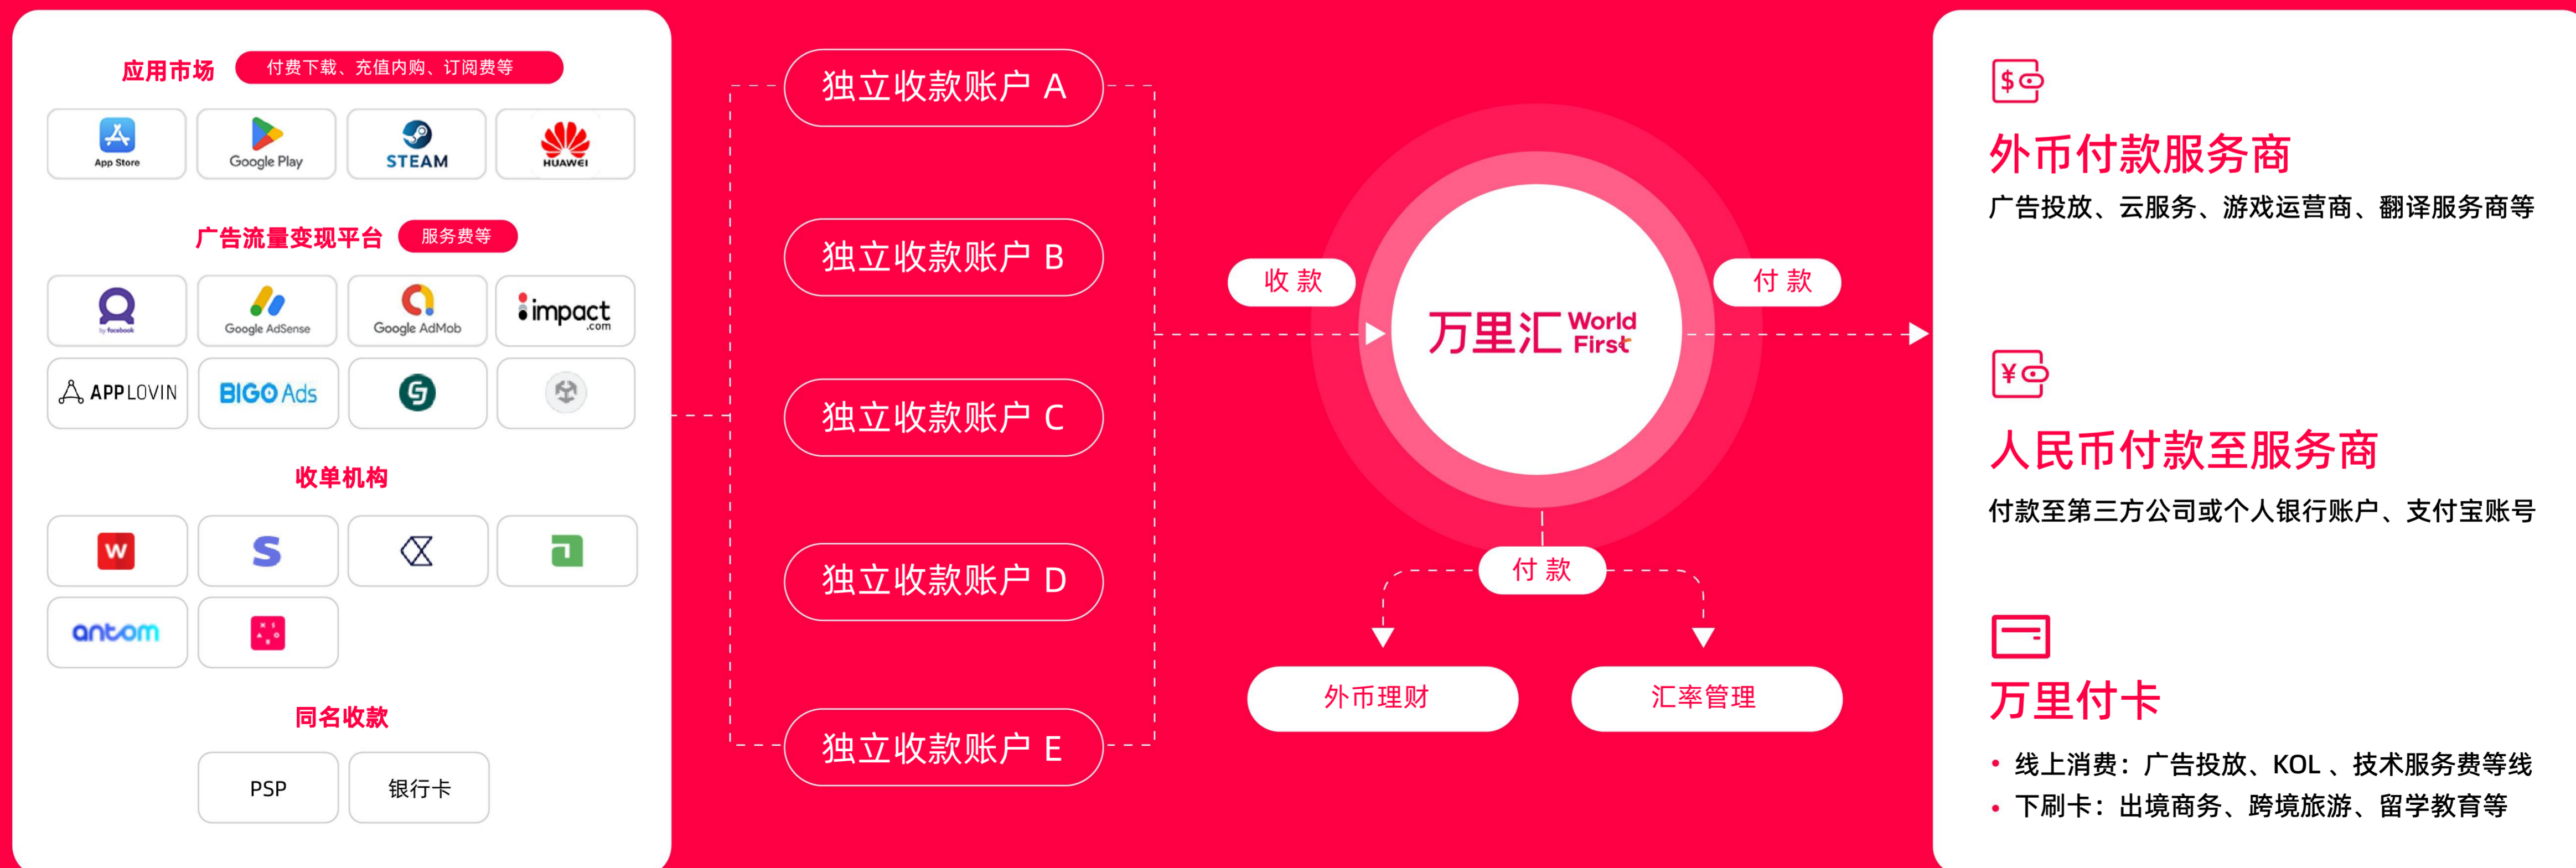 应用市场
付费下载、充值内购、订阅费等
App Store
Google Play
STEAM
HUAWEI
广告流量变现平台
服务费等
by facebook
Google AdSense
Google AdMob
impact
.com
APPLOVIN
BIGO Ads
收单机构
W
S
antom
同名收款
PSP
银行卡
独立收款账户 A
独立收款账户 B
独立收款账户 C
独立收款账户 D
独立收款账户 E
收 款
万里汇 World
First
付 款
付 款
外币理财
汇率管理
$
外币付款服务商
广告投放、云服务、游戏运营商、翻译服务商等
¥
人民币付款至服务商
付款至第三方公司或个人银行账户、支付宝账号
万里付卡
• 线上消费：广告投放、KOL 、技术服务费等线
• 下刷卡：出境商务、跨境旅游、留学教育等